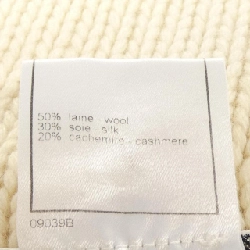 50% laine - wool
30% soie - silk
20% cachemire - cashmere
09039B